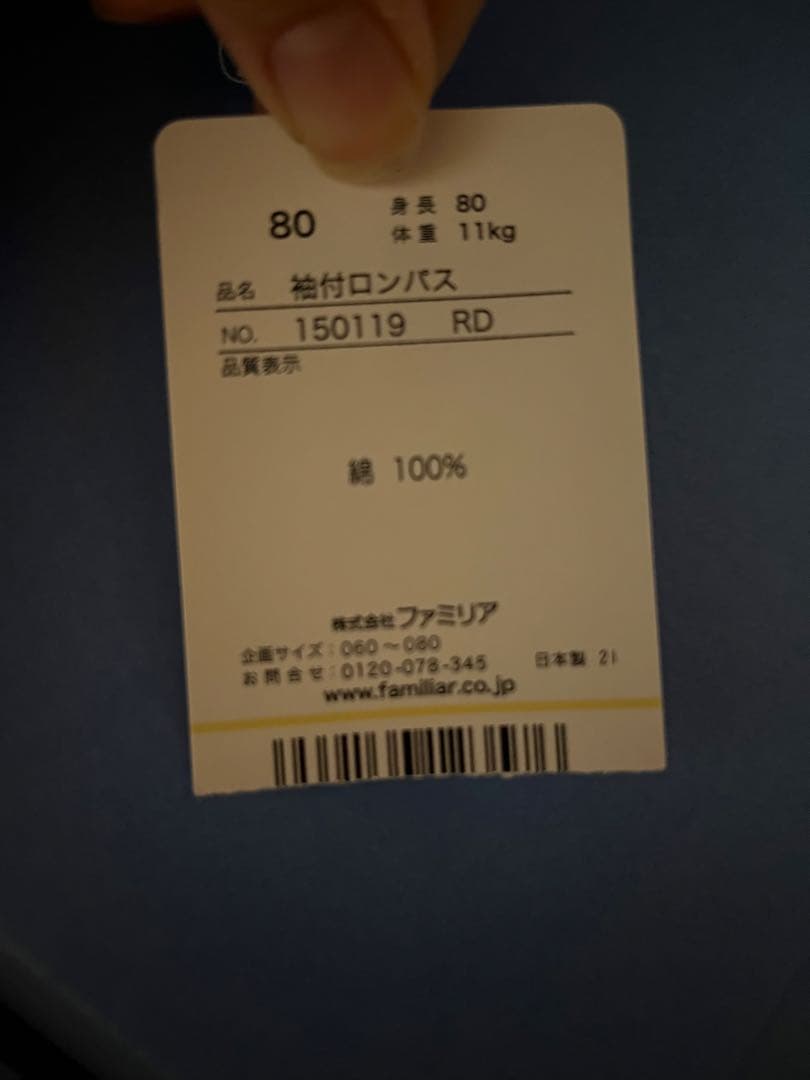 80 身長 80
体重 11kg
品名 袖付ロンパス
NO. 150119 RD
品質表示
綿 100%
株式会社ファミリア
企画サイズ：060～080
お問合せ：0120-078-345 日本製 21
www.familiar.co.jp